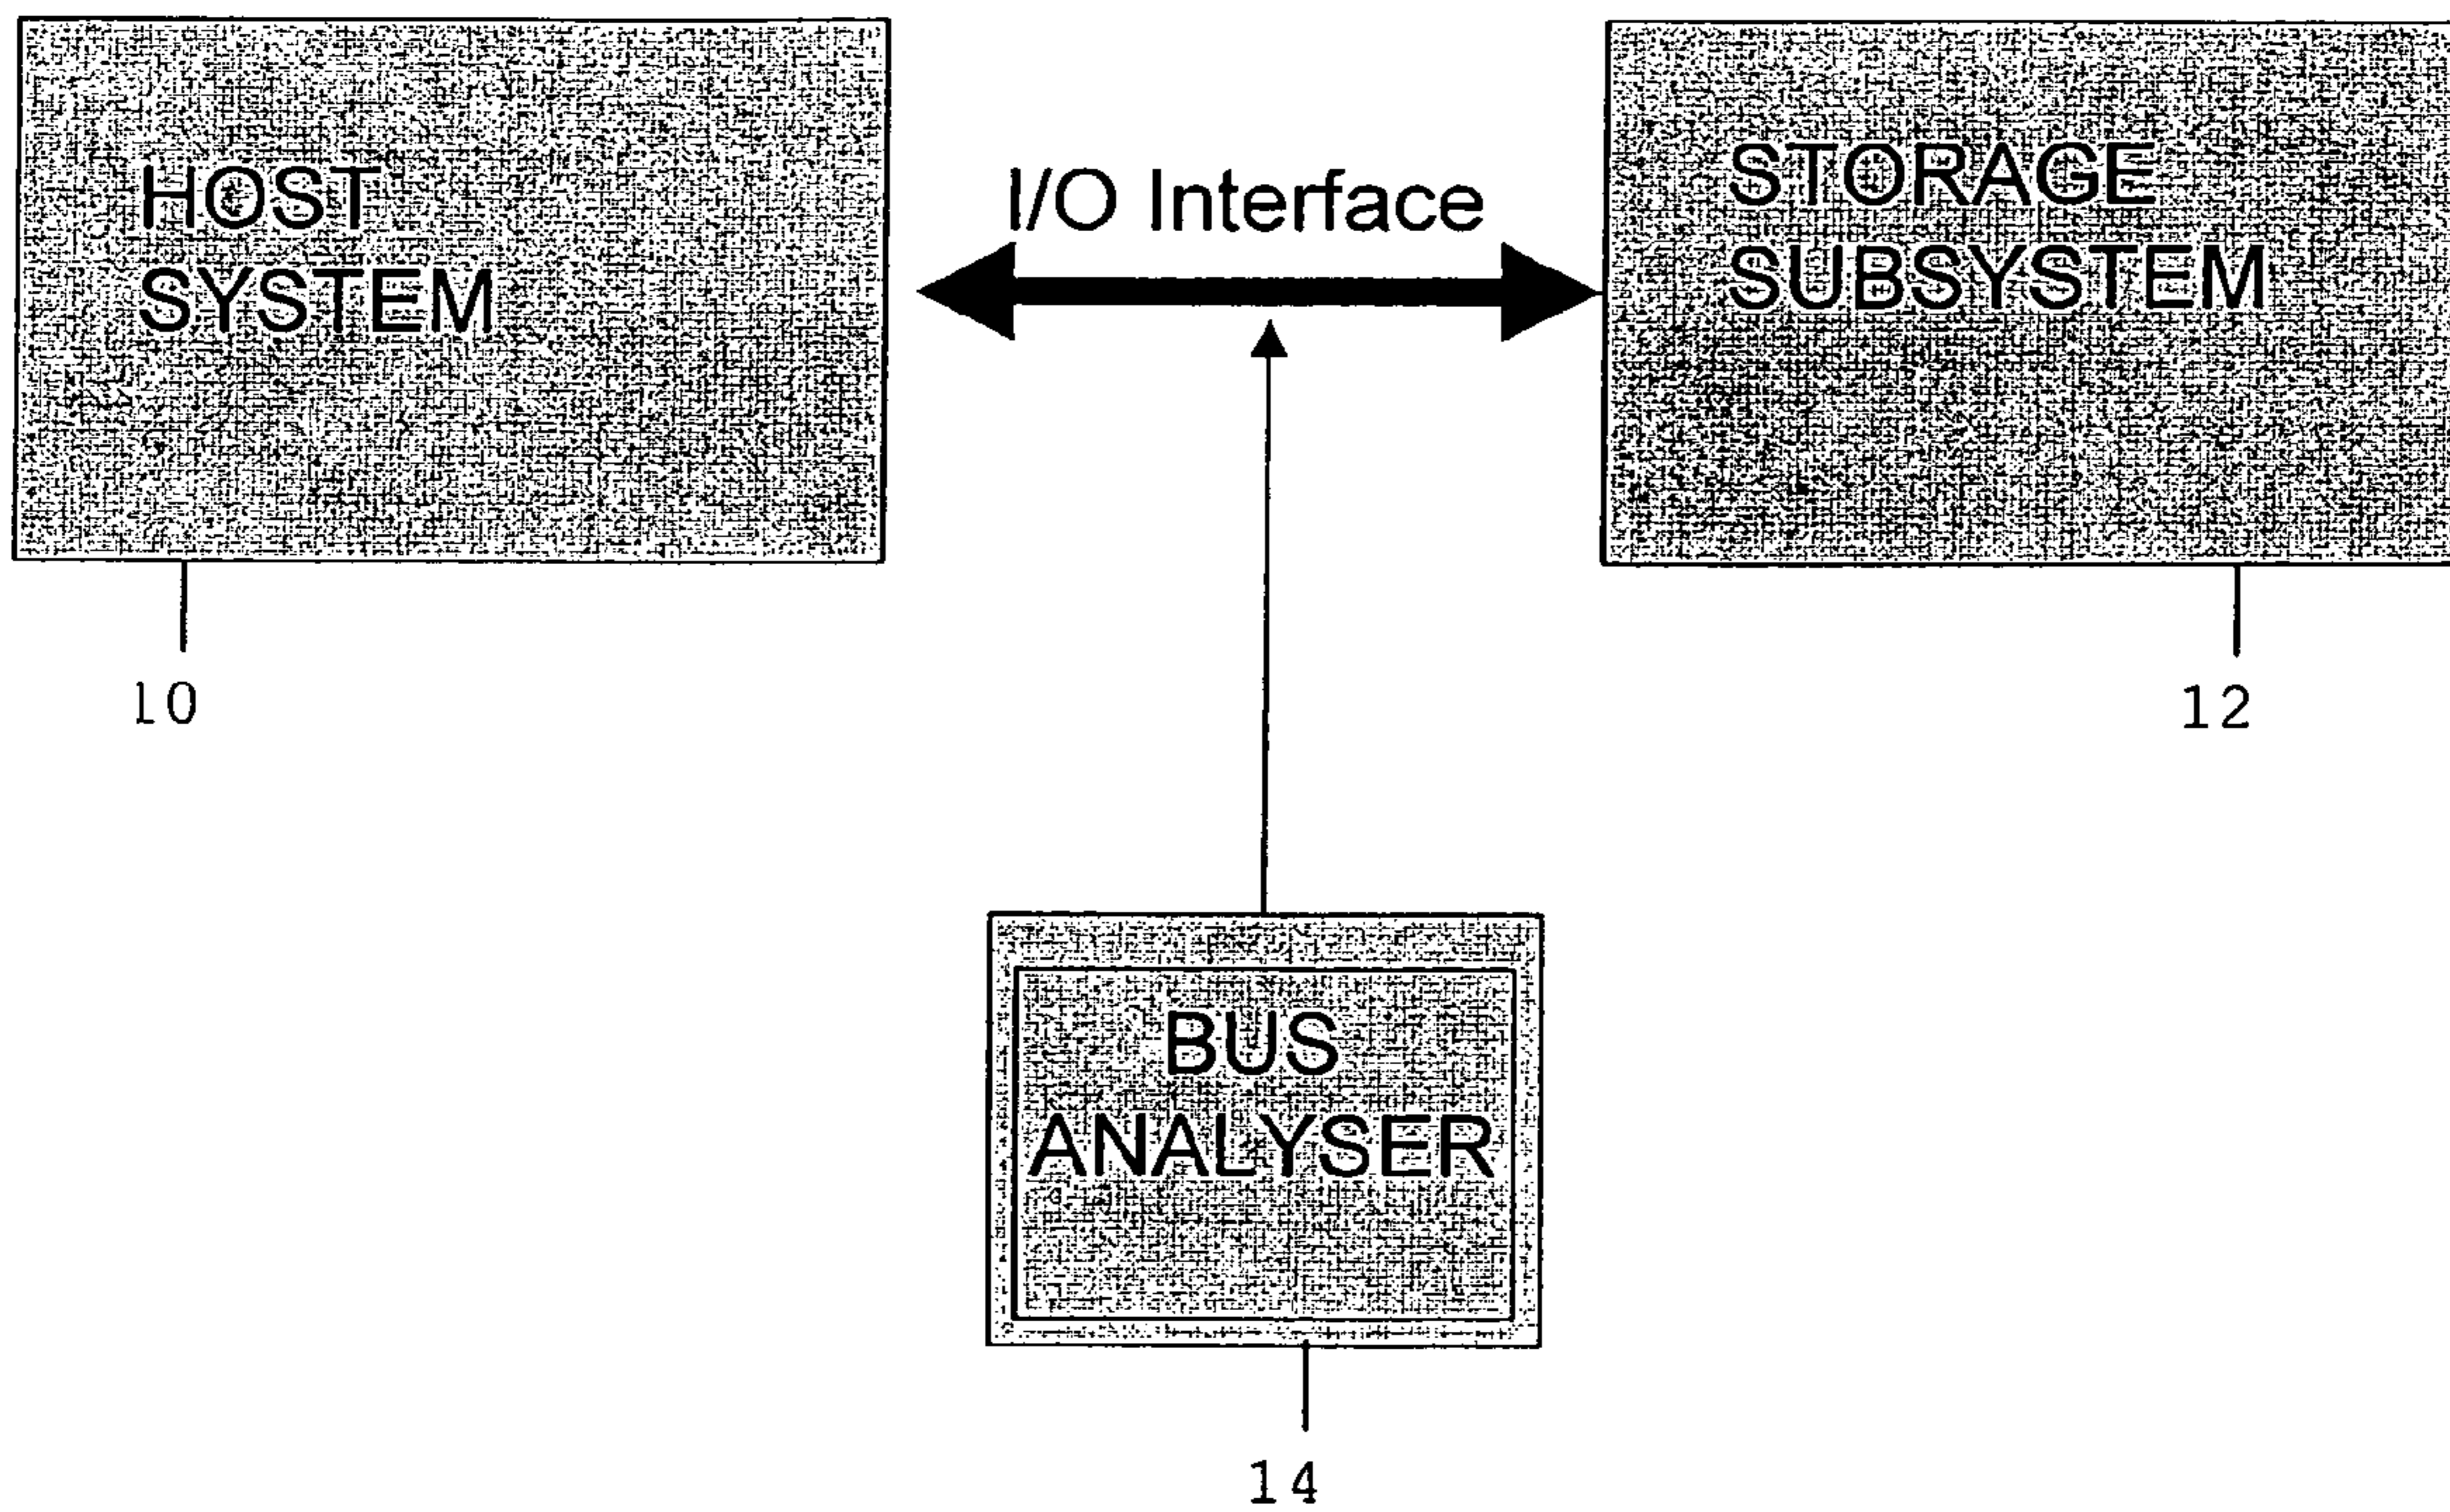 HOST
SYSTEM
I/O Interface
STORAGE
SUBSYSTEM
10
12
BUS
ANALYSER
14